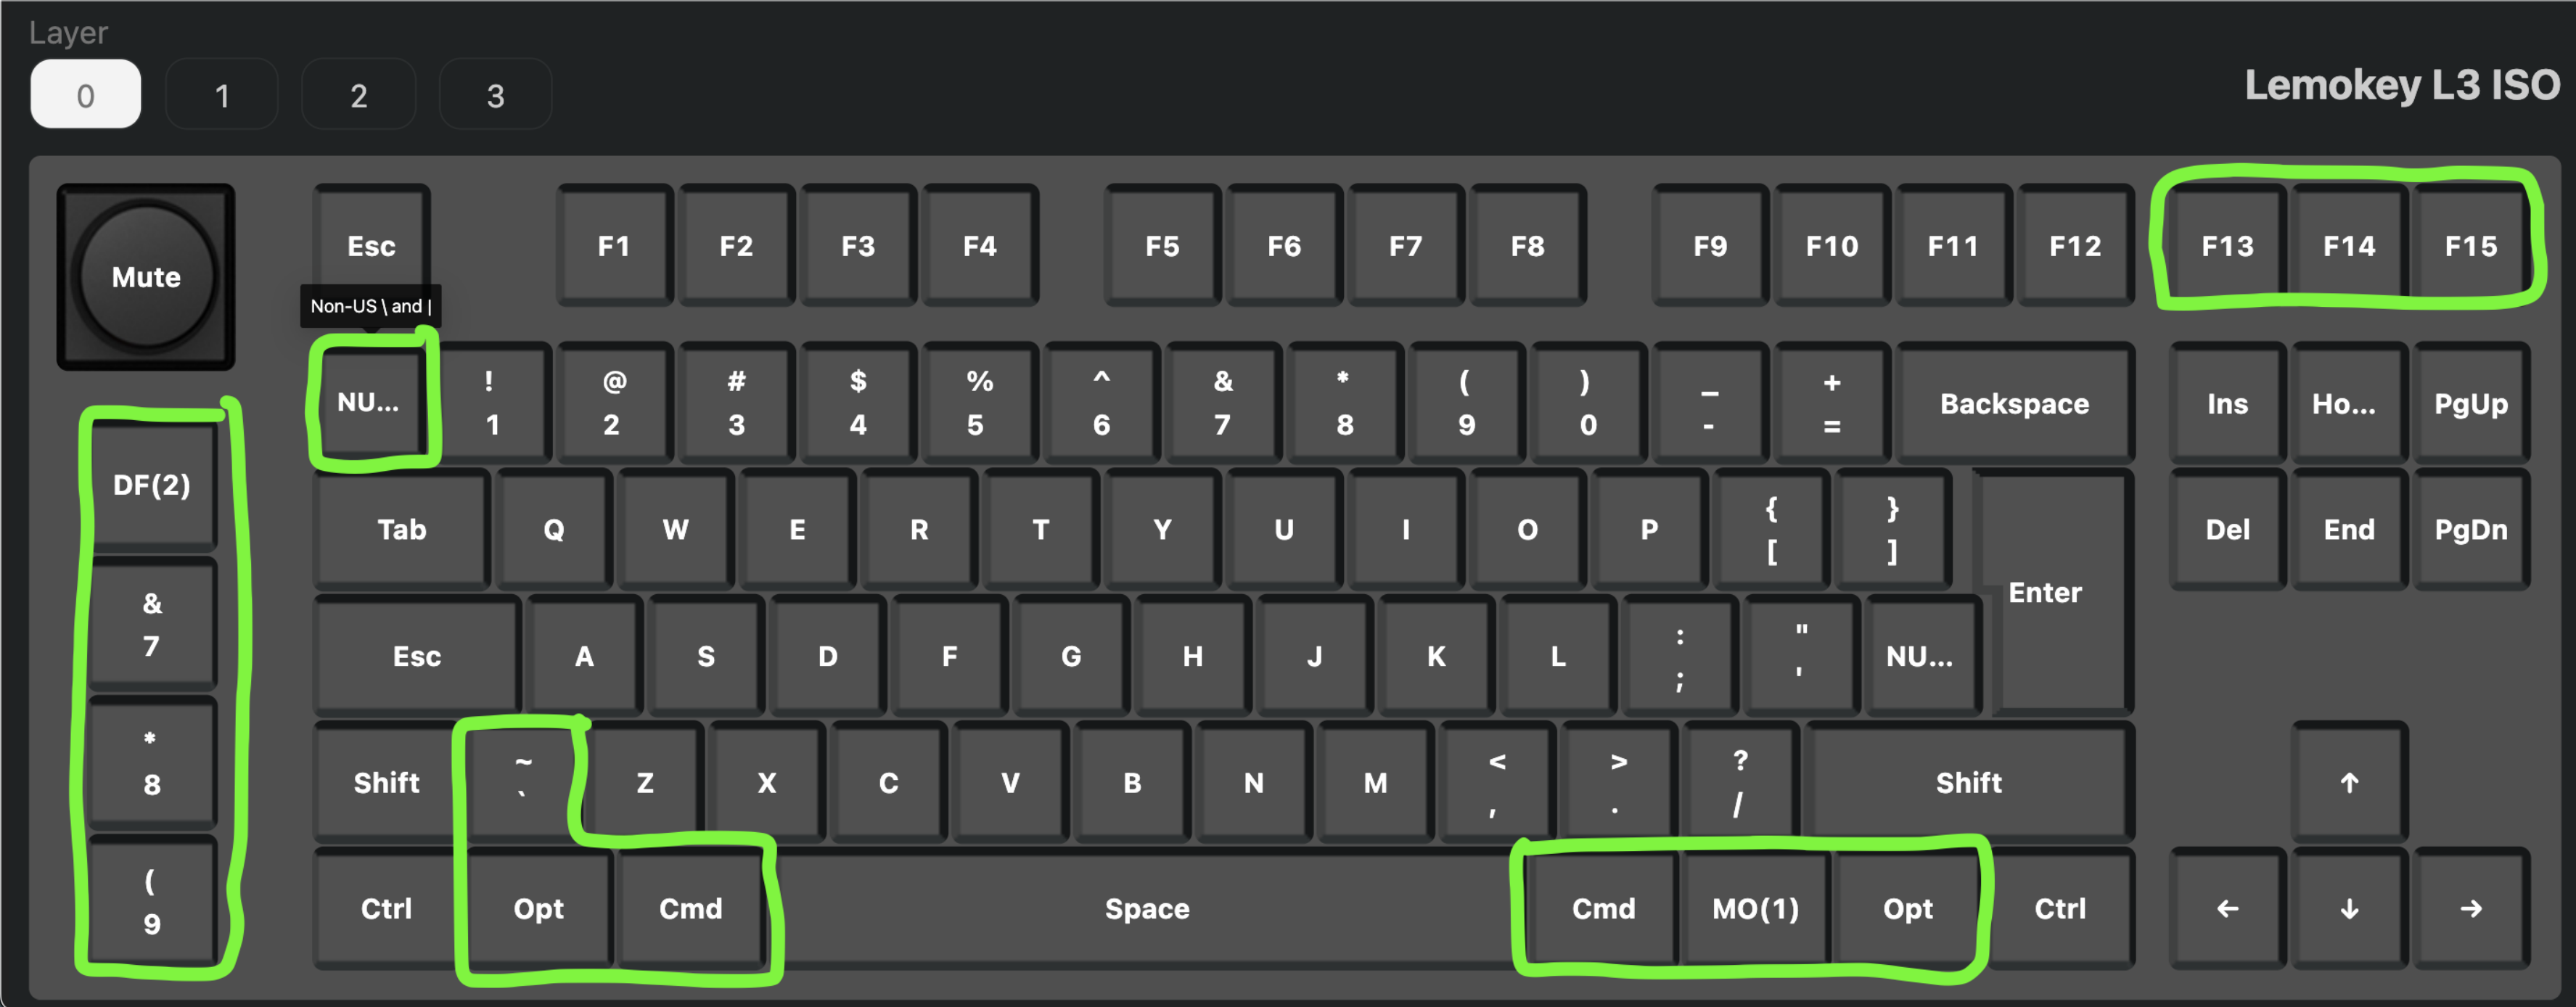 Layer
0 1 2 3
Lemokey L3 ISO
Mute
Esc F1 F2 F3 F4 F5 F6 F7 F8 F9 F10 F11 F12 F13 F14 F15
Non-US \ and |
NU... ! 1 @ 2 # 3 $ 4 % 5 ^ 6 & 7 * 8 ( 9 ) 0 _ - + = Backspace Ins Ho... PgUp
DF(2)
Tab Q W E R T Y U I O P { [ } ] Enter Del End PgDn
& 7
Esc A S D F G H J K L : ; " ' NU...
* 8
Shift ~ ` Z X C V B N M < , > . ? / Shift ↑
( 9
Ctrl Opt Cmd Space Cmd MO(1) Opt Ctrl ← ↓ →